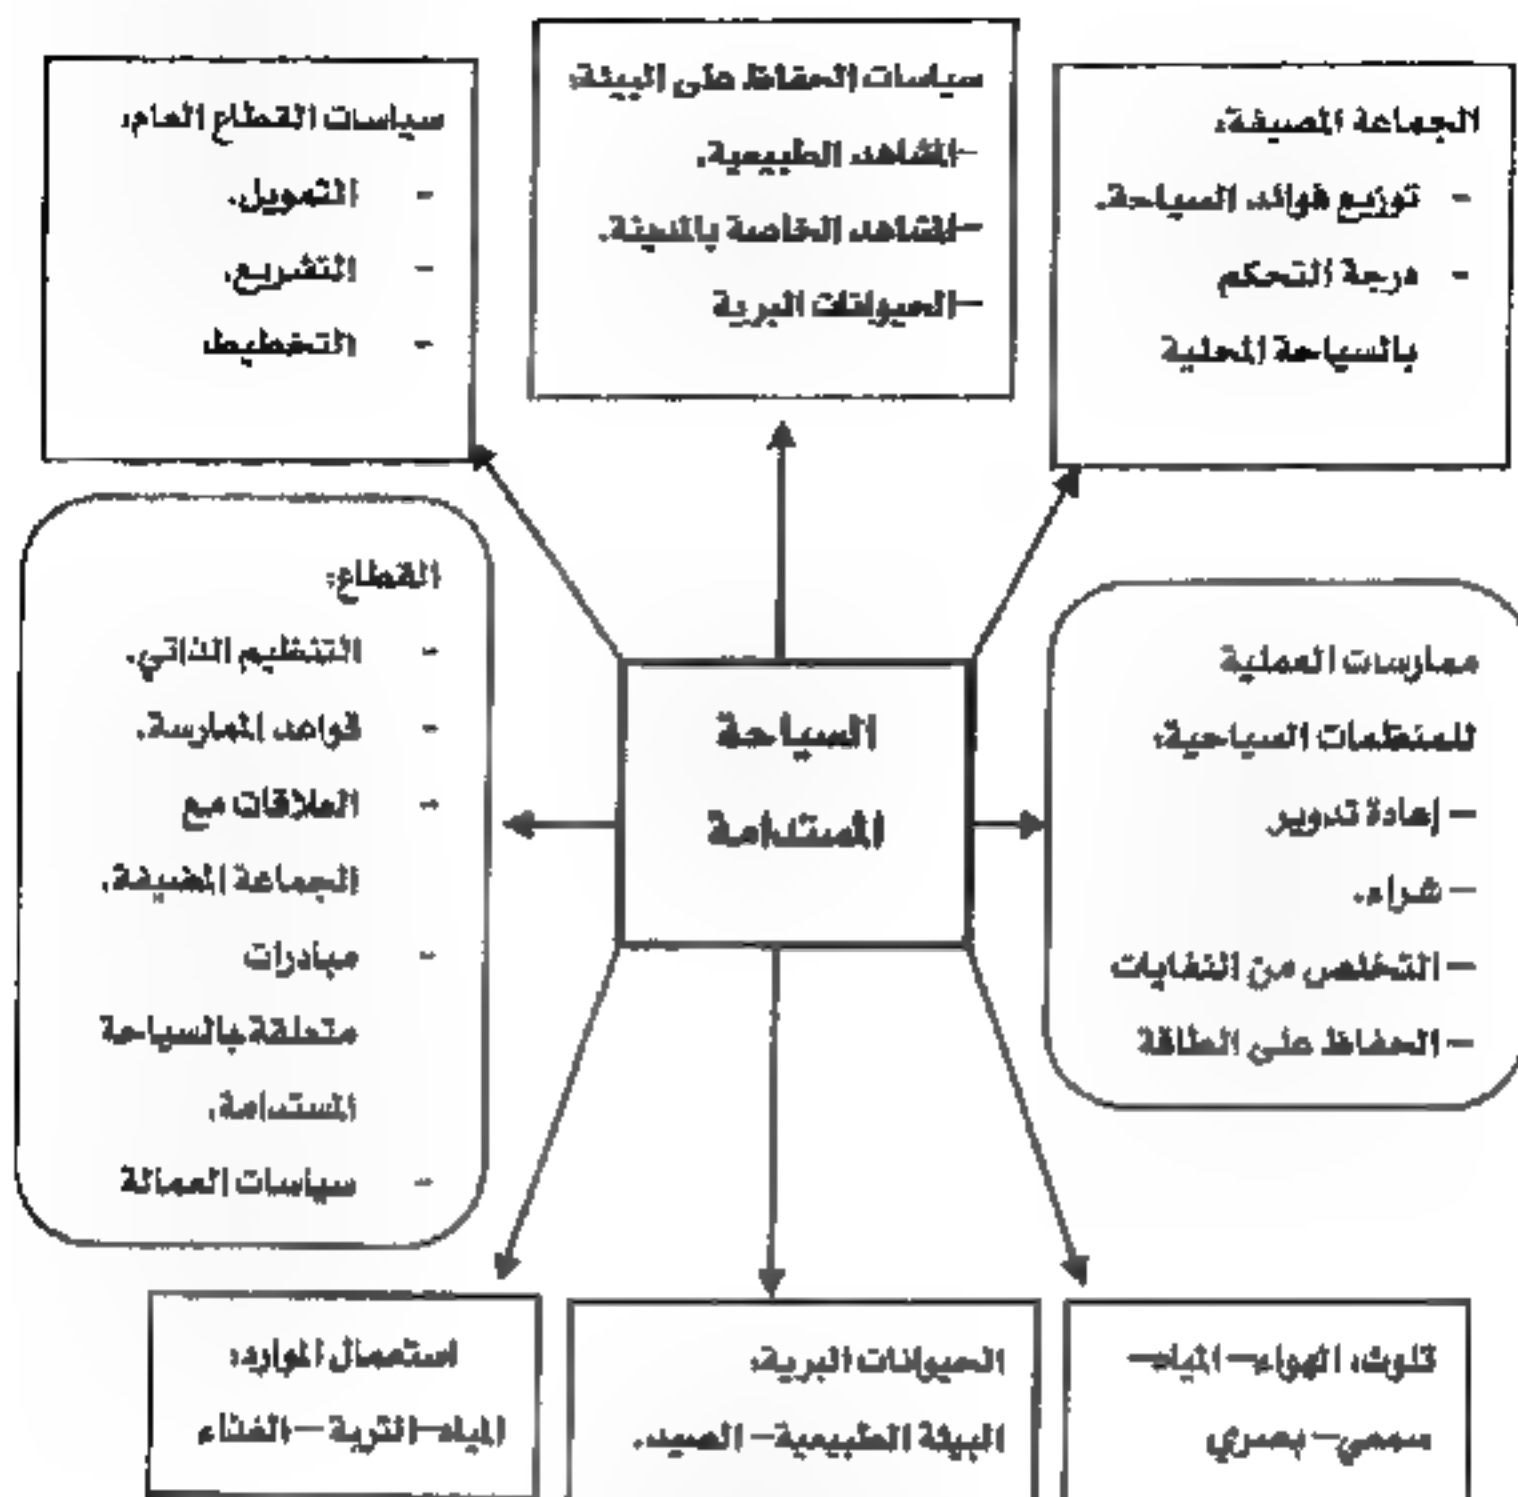 الجماعة المضيفة:
- توزيع فوائد السياحة.
- درجة التحكم
بالسياحة المحلية
سياسات الحفاظ على البيئة:
-المشاهد الطبيعية.
-المشاهد الخاصة بالمدينة.
-الحيوانات البرية
سياسات القطاع العام:
- التمويل.
- التشريع.
- التخطيط
ممارسات العملية
للمنظمات السياحية:
- إعادة تدوير
- شراء.
- التخلص من النفايات
- الحفاظ على الطاقة
السياحة
المستدامة
القطاع:
- التنظيم الذاتي.
- قواعد الممارسة.
- العلاقات مع
الجماعة المضيفة.
- مبادرات
متعلقة بالسياحة
المستدامة.
- سياسات العمالة
تلوث: الهواء- المياه-
سمعي- بصري
الحيوانات البرية:
البيئة الطبيعية- الصيد.
استعمال الموارد:
المياه-التربة -الغذاء